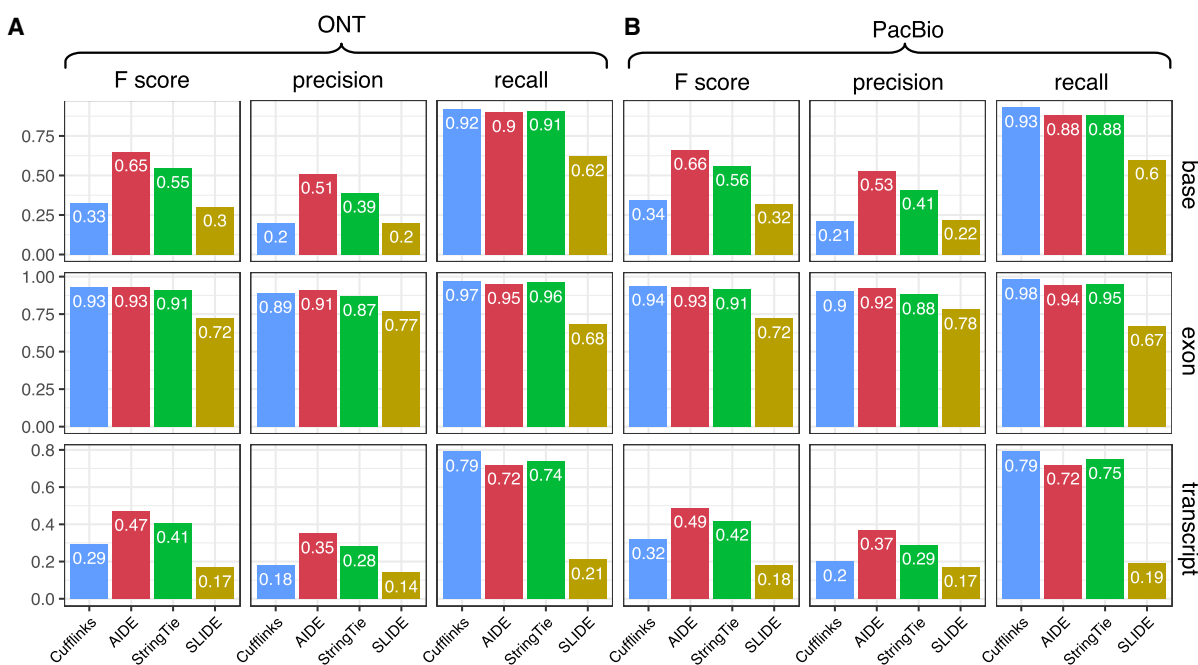 A ONT B PacBio
F score precision recall F score precision recall
0.75 0.50 0.25 0.00
0.33 0.65 0.55 0.3
0.2 0.51 0.39 0.2
0.92 0.9 0.91 0.62
0.34 0.66 0.56 0.32
0.21 0.53 0.41 0.22
0.93 0.88 0.88 0.6
base
1.00 0.75 0.50 0.25 0.00
0.93 0.93 0.91 0.72
0.89 0.91 0.87 0.77
0.97 0.95 0.96 0.68
0.94 0.93 0.91 0.72
0.9 0.92 0.88 0.78
0.98 0.94 0.95 0.67
exon
0.8 0.6 0.4 0.2 0.0
0.29 0.47 0.41 0.17
0.18 0.35 0.28 0.14
0.79 0.72 0.74 0.21
0.32 0.49 0.42 0.18
0.2 0.37 0.29 0.17
0.79 0.72 0.75 0.19
transcript
Cufflinks AIDE StringTie SLIDE
Cufflinks AIDE StringTie SLIDE
Cufflinks AIDE StringTie SLIDE
Cufflinks AIDE StringTie SLIDE
Cufflinks AIDE StringTie SLIDE
Cufflinks AIDE StringTie SLIDE